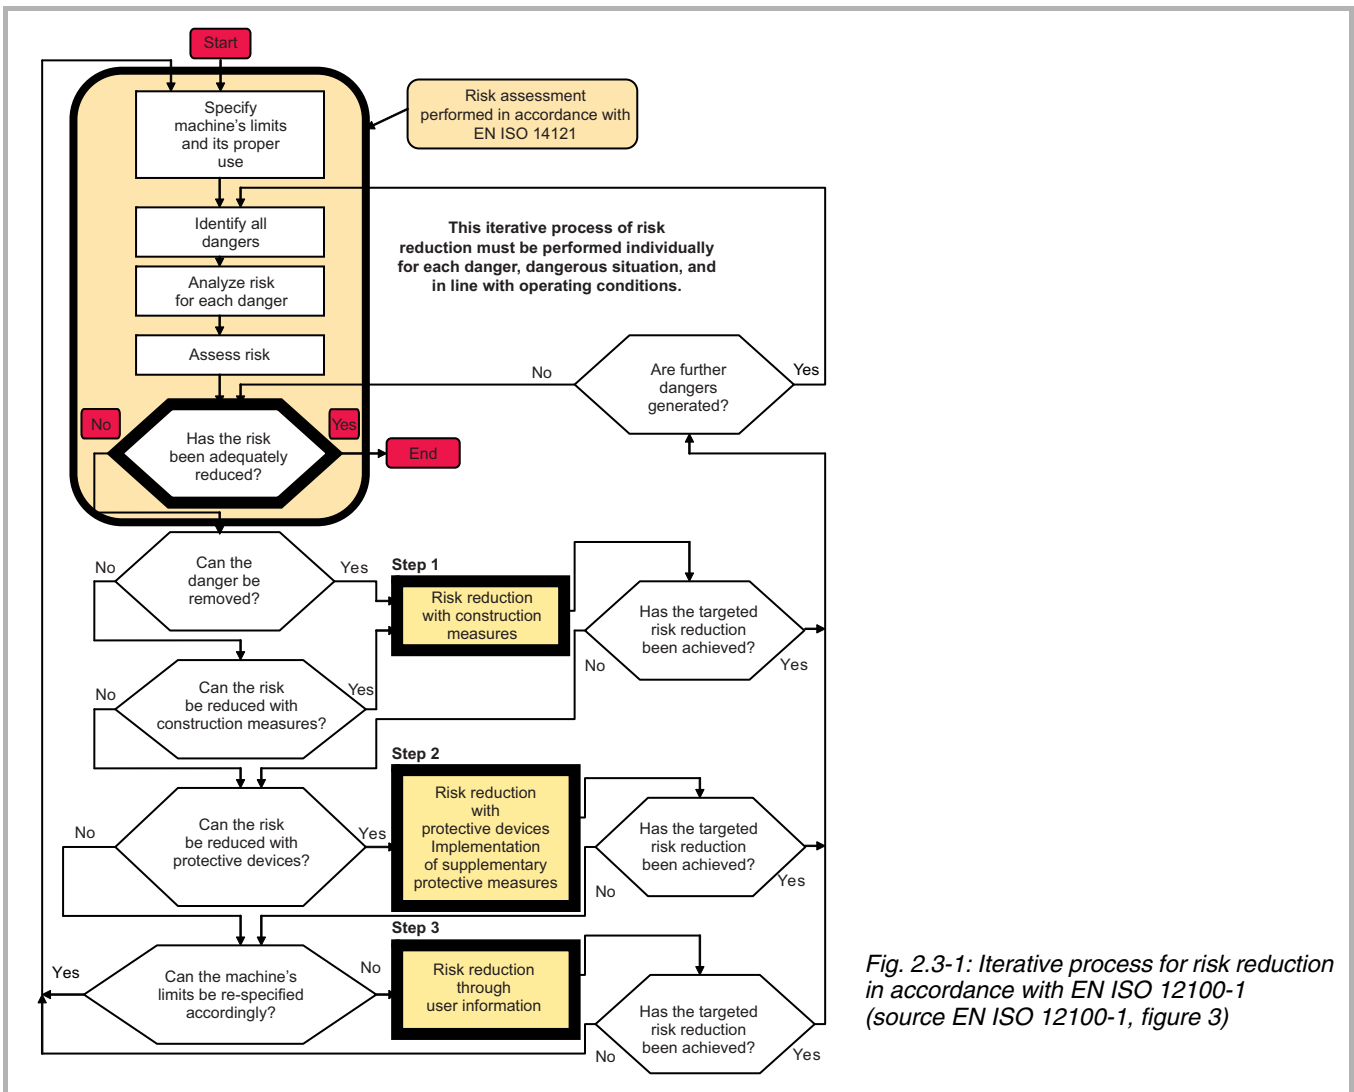 Start
Specify
machine's limits
and its proper
use
Risk assessment
performed in accordance with
EN ISO 14121
Identify all
dangers
This iterative process of risk
reduction must be performed individually
for each danger, dangerous situation, and
in line with operating conditions.
Analyze risk
for each danger
Assess risk
No
Are further
dangers
generated?
Yes
No
Yes
Has the risk
been adequately
reduced?
End
No
Can the
danger be
removed?
Yes
Step 1
Risk reduction
with construction
measures
Has the targeted
risk reduction
been achieved?
No
Yes
No
Can the risk
be reduced with
construction measures?
Yes
Step 2
Risk reduction
with
protective devices
Implementation
of supplementary
protective measures
No
Can the risk
be reduced with
protective devices?
Yes
Has the targeted
risk reduction
been achieved?
No
Yes
Step 3
Risk reduction
through
user information
Yes
Can the machine's
limits be re-specified
accordingly?
No
Has the targeted
risk reduction
been achieved?
No
Yes
Fig. 2.3-1: Iterative process for risk reduction
in accordance with EN ISO 12100-1
(source EN ISO 12100-1, figure 3)